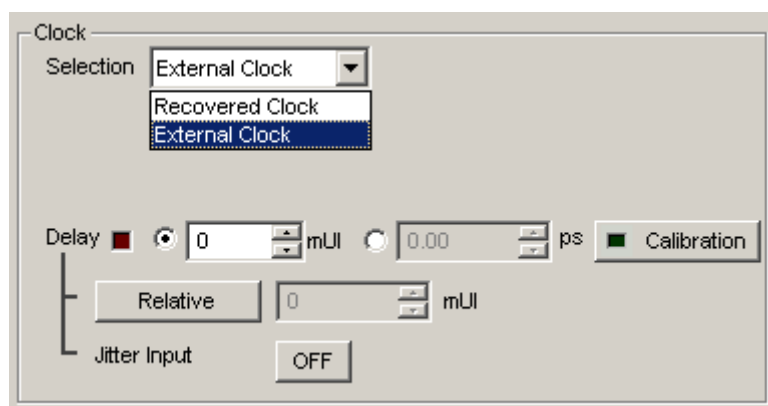 Clock
Selection External Clock
Recovered Clock
External Clock
Delay 0 mUI 0.00 ps Calibration
Relative 0 mUI
Jitter Input OFF